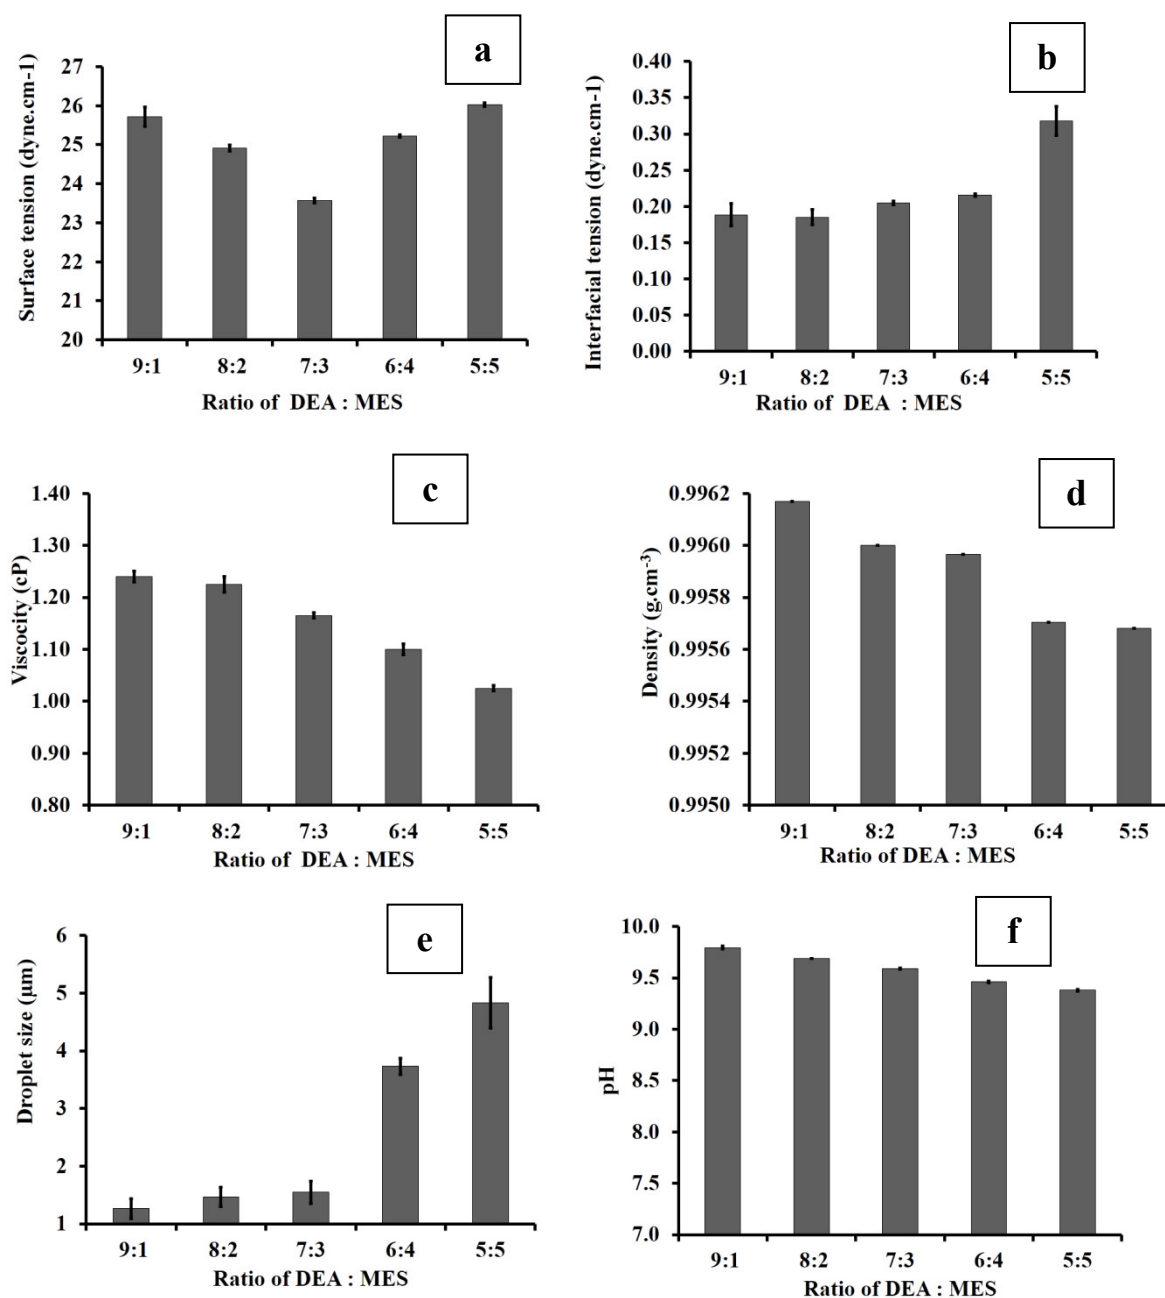 a
Surface tension (dyne.cm-1)
27
26
25
24
23
22
21
20
9:1 8:2 7:3 6:4 5:5
Ratio of DEA : MES
b
Interfacial tension (dyne.cm-1)
0.40
0.35
0.30
0.25
0.20
0.15
0.10
0.05
0.00
9:1 8:2 7:3 6:4 5:5
Ratio of DEA : MES
c
Viscocity (cP)
1.40
1.30
1.20
1.10
1.00
0.90
0.80
9:1 8:2 7:3 6:4 5:5
Ratio of DEA : MES
d
Density (g.cm-3)
0.9962
0.9960
0.9958
0.9956
0.9954
0.9952
0.9950
9:1 8:2 7:3 6:4 5:5
Ratio of DEA : MES
e
Droplet size (µm)
6
5
4
3
2
1
9:1 8:2 7:3 6:4 5:5
Ratio of DEA : MES
f
pH
10.0
9.5
9.0
8.5
8.0
7.5
7.0
9:1 8:2 7:3 6:4 5:5
Ratio of DEA : MES